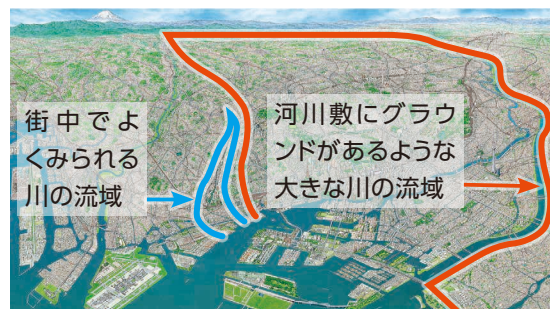 街中でよ
くみられる
川の流域
河川敷にグラウ
ンドがあるような
大きな川の流域